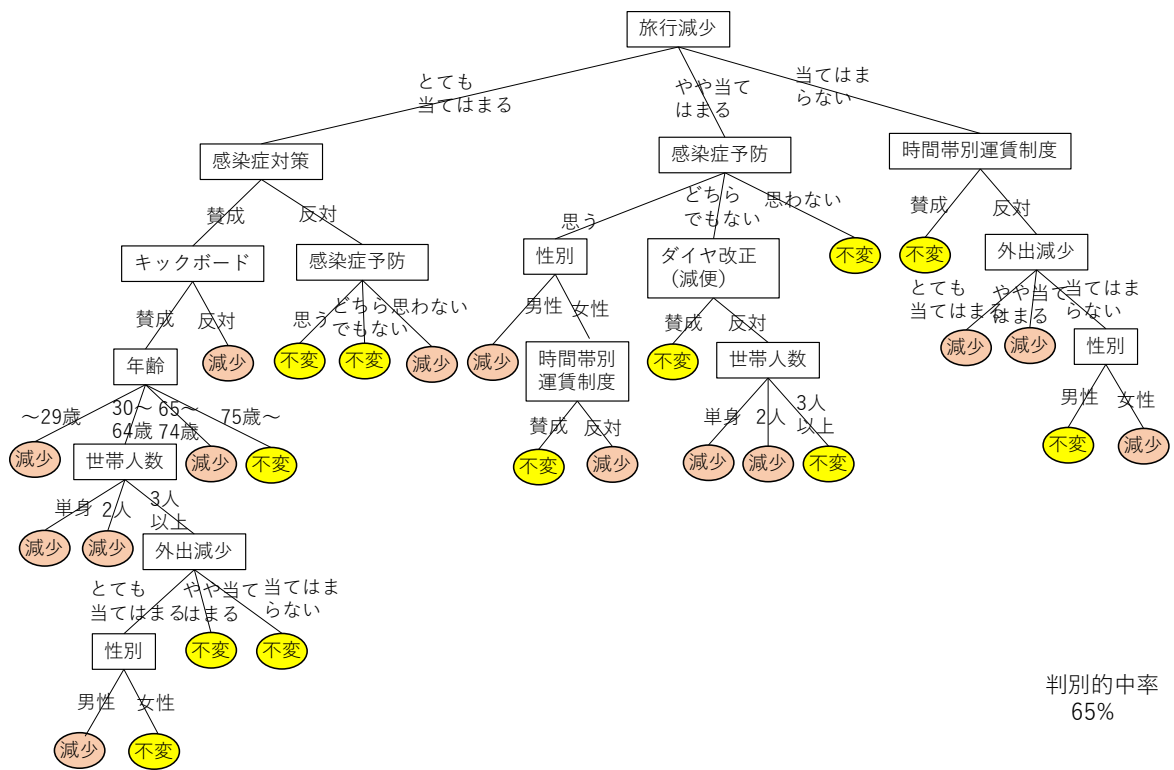 旅行減少
とても
当てはまる
やや当て
はまる
当てはま
らない
感染症対策
感染症予防
時間帯別運賃制度
賛成
反対
思う
どちら
でもない
思わない
賛成
反対
キックボード
感染症予防
性別
ダイヤ改正
（減便）
不変
不変
外出減少
賛成
反対
思う
どちら
でもない
思わない
男性
女性
賛成
反対
とても
当てはまる
やや当て
はまる
当てはま
らない
年齢
減少
不変
不変
減少
減少
時間帯別
運賃制度
不変
世帯人数
減少
減少
性別
～29歳
30～
64歳
65～
74歳
75歳～
賛成
反対
単身
2人
3人
以上
男性
女性
減少
世帯人数
減少
不変
不変
減少
減少
減少
不変
不変
減少
単身
2人
3人
以上
減少
減少
外出減少
とても
当てはまる
やや当て
はまる
当てはま
らない
性別
不変
不変
男性
女性
減少
不変
判別的中率
65%